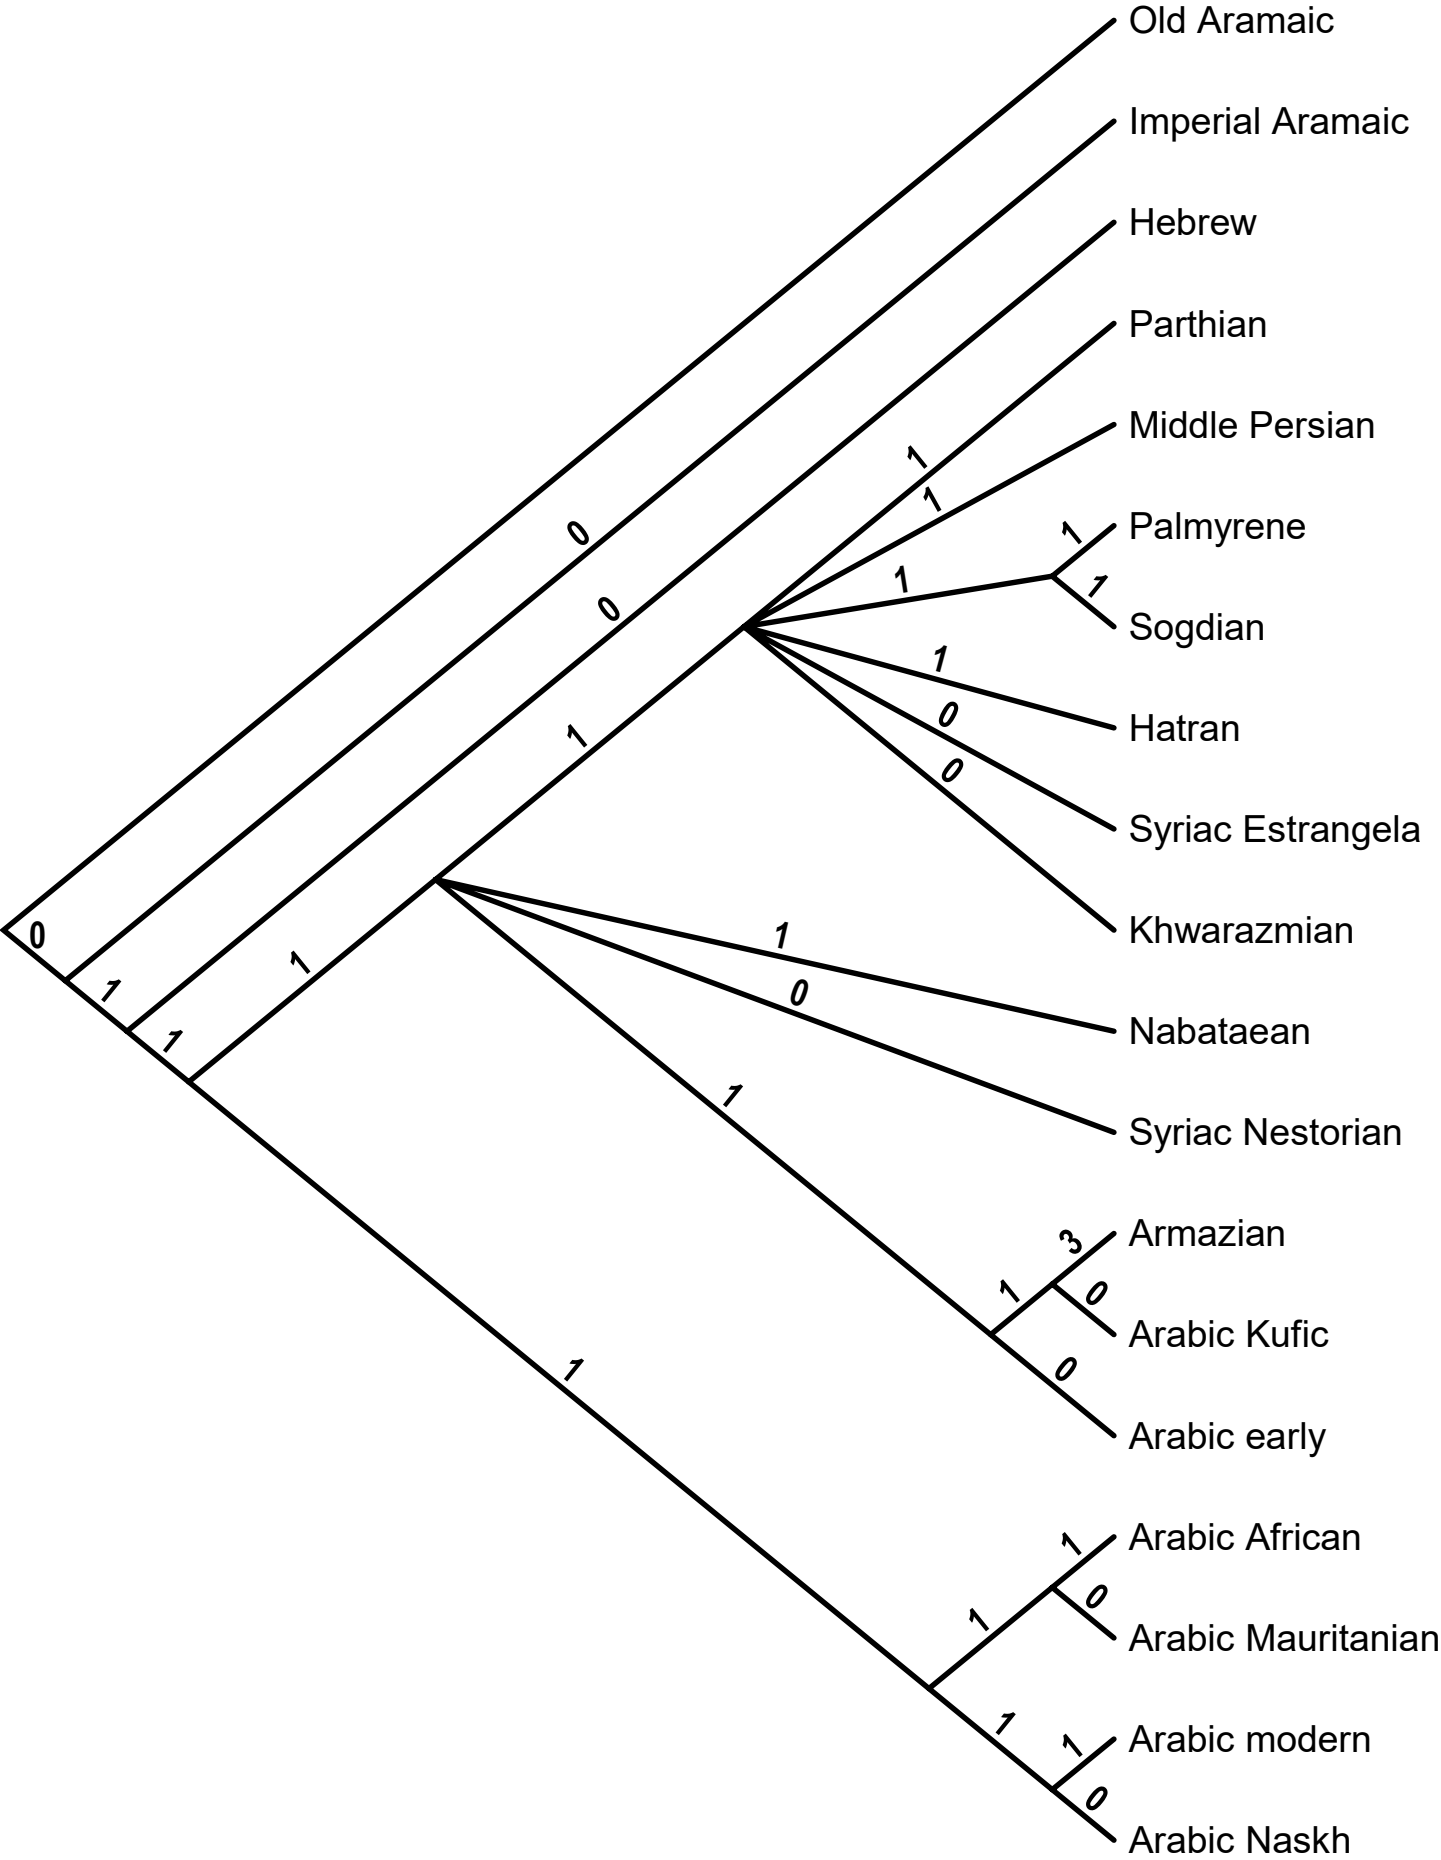 Old Aramaic
Imperial Aramaic
Hebrew
Parthian
1
Middle Persian
1
Palmyrene
1
0
1
1
Sogdian
0
1
Hatran
0
1
0
Syriac Estrangela
Khwarazmian
0
1
1
0
1
Nabataean
1
1
Syriac Nestorian
Armazian
3
1
0
Arabic Kufic
1
0
Arabic early
Arabic African
1
0
1
Arabic Mauritanian
1
Arabic modern
1
0
Arabic Naskh